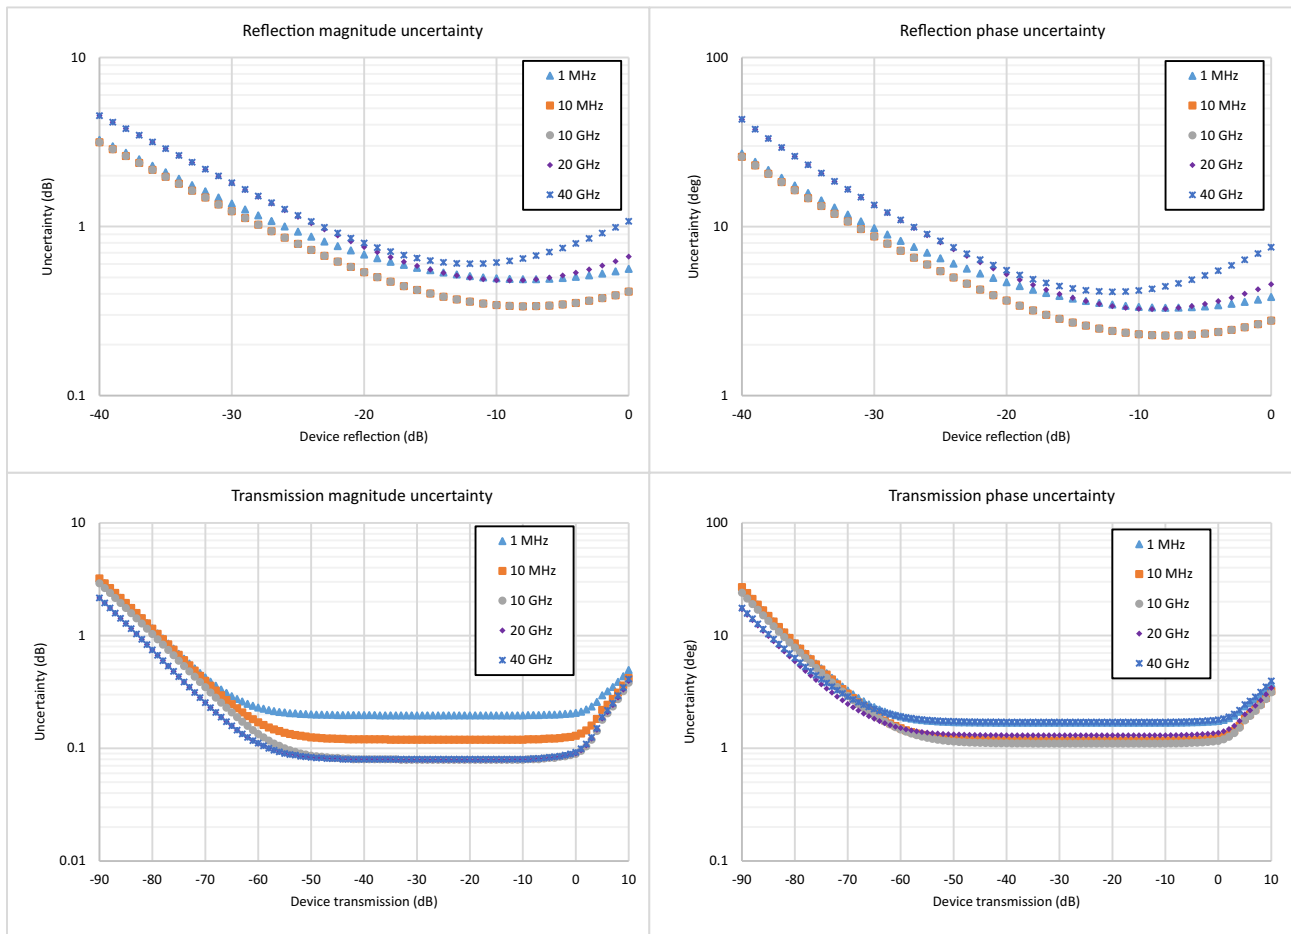 Reflection magnitude uncertainty
10
1
0.1
Uncertainty (dB)
-40 -30 -20 -10 0
Device reflection (dB)
1 MHz
10 MHz
10 GHz
20 GHz
40 GHz
Reflection phase uncertainty
100
10
1
Uncertainty (deg)
-40 -30 -20 -10 0
Device reflection (dB)
1 MHz
10 MHz
10 GHz
20 GHz
40 GHz
Transmission magnitude uncertainty
10
1
0.1
0.01
Uncertainty (dB)
-90 -80 -70 -60 -50 -40 -30 -20 -10 0 10
Device transmission (dB)
1 MHz
10 MHz
10 GHz
20 GHz
40 GHz
Transmission phase uncertainty
100
10
1
0.1
Uncertainty (deg)
-90 -80 -70 -60 -50 -40 -30 -20 -10 0 10
Device transmission (dB)
1 MHz
10 MHz
10 GHz
20 GHz
40 GHz